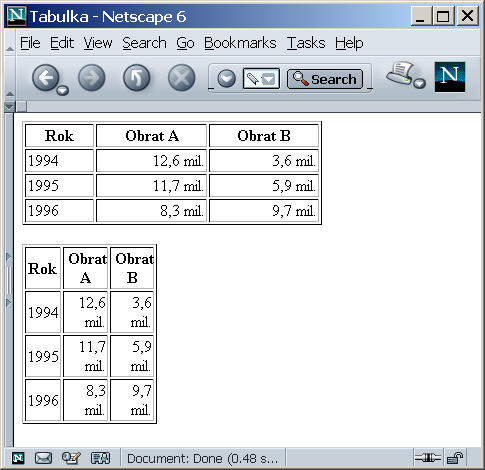 Tabulka - Netscape 6
File Edit View Search Go Bookmarks Tasks Help
Search N
Rok Obrat A Obrat B
1994 12,6 mil. 3,6 mil.
1995 11,7 mil. 5,9 mil.
1996 8,3 mil. 9,7 mil.
Rok Obrat A Obrat B
1994 12,6 mil. 3,6 mil.
1995 11,7 mil. 5,9 mil.
1996 8,3 mil. 9,7 mil.
Document: Done (0.48 s...